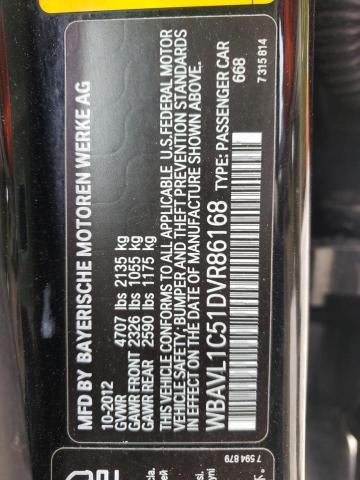 MFD BY BAYERISCHE MOTOREN WERKE AG
10-2012
GVWR 4707 lbs 2135 kg
GAWR FRONT 2326 lbs 1055 kg
GAWR REAR 2590 lbs 1175 kg
THIS VEHICLE CONFORMS TO ALL APPLICABLE U.S.FEDERAL MOTOR
VEHICLE SAFETY, BUMPER AND THEFT PREVENTION STANDARDS
IN EFFECT ON THE DATE OF MANUFACTURE SHOWN ABOVE.
WBAVL1C51DVR86168 TYPE: PASSENGER CAR
668
7 315 814
7 594 879